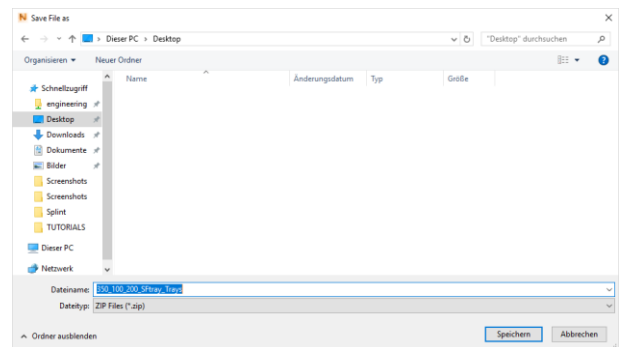 Save File as
Dieser PC > Desktop
"Desktop" durchsuchen
Organisieren
Neuer Ordner
Name
Änderungsdatum
Typ
Größe
Schnellzugriff
engineering
Desktop
Downloads
Dokumente
Bilder
Screenshots
Screenshots
Splint
TUTORIALS
Dieser PC
Netzwerk
Dateiname: 350_100_200_SFtray_Trays
Dateityp: ZIP Files (*.zip)
Ordner ausblenden
Speichern
Abbrechen